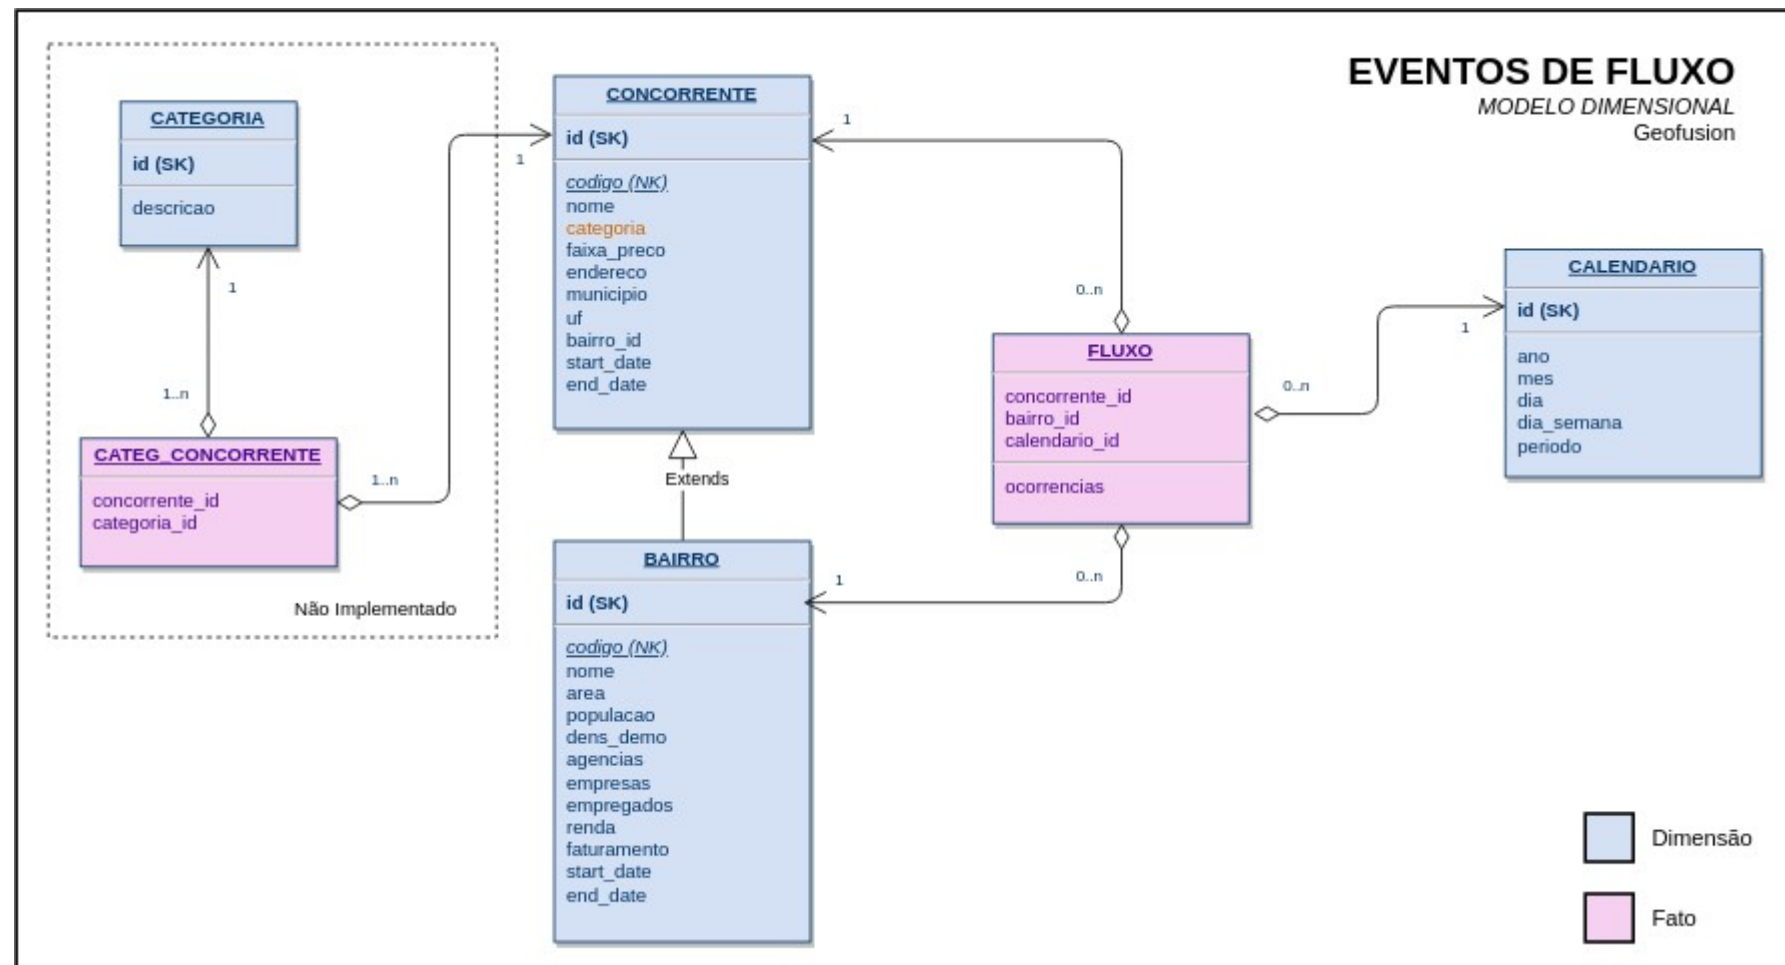 EVENTOS DE FLUXO
MODELO DIMENSIONAL
Geofusion
CATEGORIA
id (SK)
descricao
1
1..n
CATEG_CONCORRENTE
concorrente_id
categoria_id
1..n
1
Não Implementado
CONCORRENTE
id (SK)
codigo (NK)
nome
categoria
faixa_preco
endereco
municipio
uf
bairro_id
start_date
end_date
Extends
BAIRRO
id (SK)
codigo (NK)
nome
area
populacao
dens_demo
agencias
empresas
empregados
renda
faturamento
start_date
end_date
1
0..n
FLUXO
concorrente_id
bairro_id
calendario_id
ocorrencias
0..n
1
0..n
1
CALENDARIO
id (SK)
ano
mes
dia
dia_semana
periodo
Dimensão
Fato